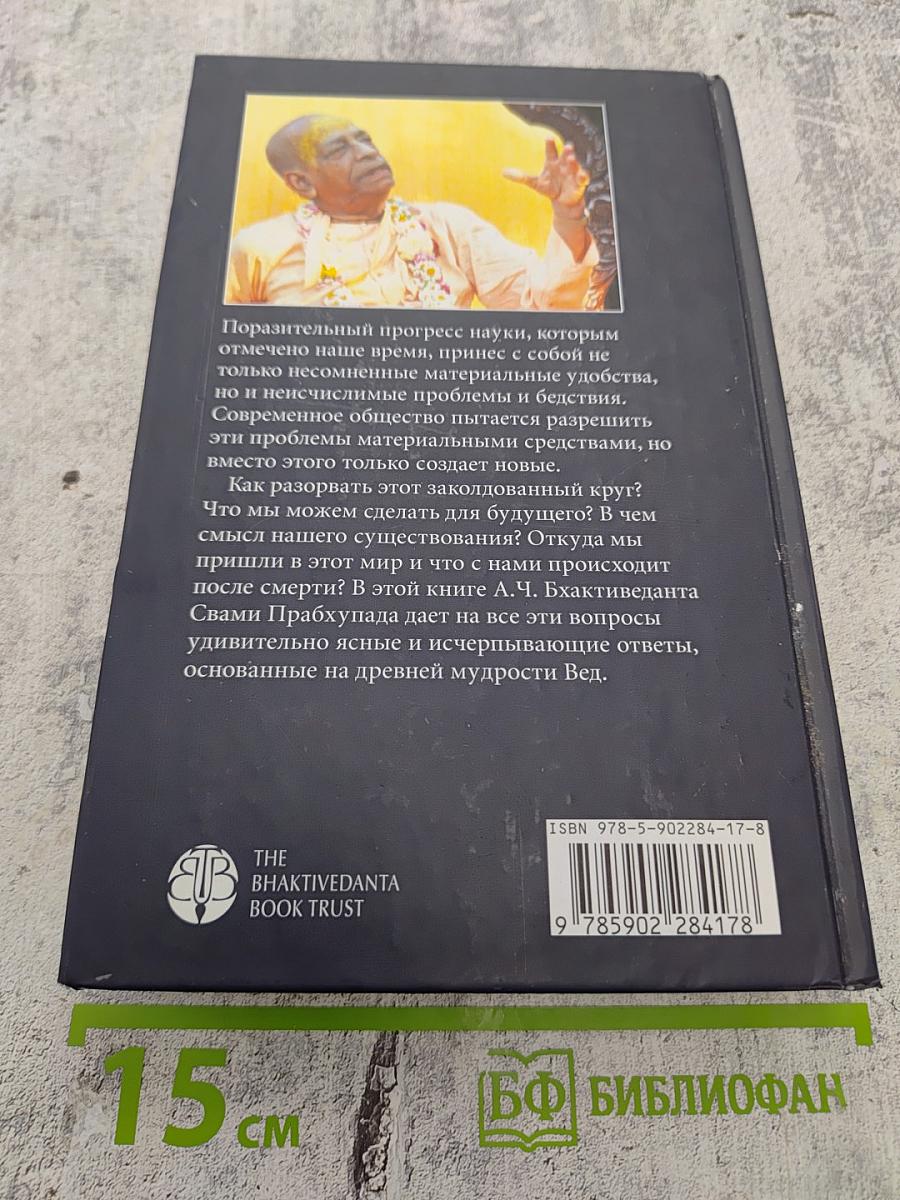 Поразительный прогресс науки, которым
отмечено наше время, принес с собой не
только несомненные материальные удобства,
но и неисчислимые проблемы и бедствия.
Современное общество пытается разрешить
эти проблемы материальными средствами, но
вместо этого только создает новые.
Как разорвать этот заколдованный круг?
Что мы можем сделать для будущего? В чем
смысл нашего существования? Откуда мы
пришли в этот мир и что с нами происходит
после смерти? В этой книге А.Ч. Бхактиведанта
Свами Прабхупада дает на все эти вопросы
удивительно ясные и исчерпывающие ответы,
основанные на древней мудрости Вед.
ISBN 978-5-902284-17-8
9 785902 284178
BTB
THE
BHAKTIVEDANTA
BOOK TRUST
15 см
БФ БИБЛИОФАН